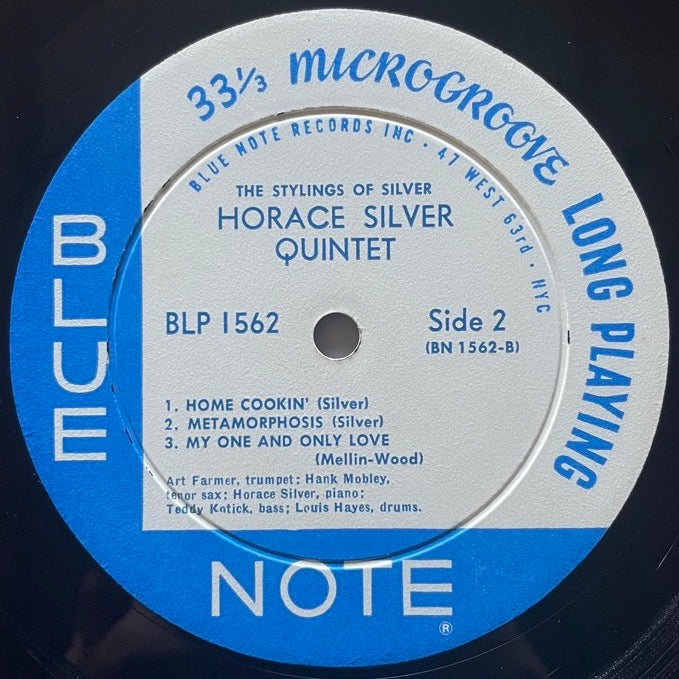 33⅓ MICROGROOVE LONG PLAYING
BLUE NOTE RECORDS INC · 47 WEST 63rd · NYC
THE STYLINGS OF SILVER
HORACE SILVER
QUINTET
BLP 1562
Side 2
(BN 1562-B)
1. HOME COOKIN' (Silver)
2. METAMORPHOSIS (Silver)
3. MY ONE AND ONLY LOVE
(Mellin-Wood)
Art Farmer, trumpet; Hank Mobley,
tenor sax; Horace Silver, piano;
Teddy Kotick, bass; Louis Hayes, drums.
BLUE
NOTE
®